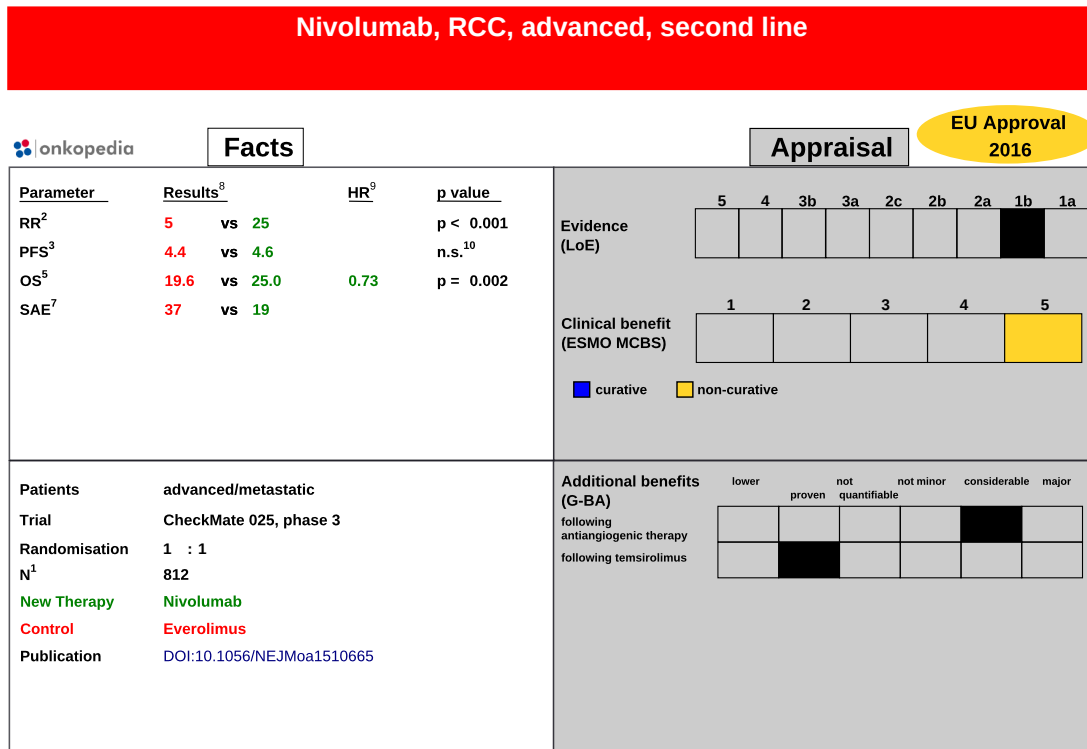 Nivolumab, RCC, advanced, second line
onkopedia
Facts
Appraisal
EU Approval
2016
Parameter Results⁸ HR⁹ p value
RR² 5 vs 25 p < 0.001
PFS³ 4.4 vs 4.6 n.s.¹⁰
OS⁵ 19.6 vs 25.0 0.73 p = 0.002
SAE⁷ 37 vs 19
5 4 3b 3a 2c 2b 2a 1b 1a
Evidence
(LoE)
1 2 3 4 5
Clinical benefit
(ESMO MCBS)
curative non-curative
Patients advanced/metastatic
Trial CheckMate 025, phase 3
Randomisation 1 : 1
N¹ 812
New Therapy Nivolumab
Control Everolimus
Publication DOI:10.1056/NEJMoa1510665
Additional benefits
(G-BA)
lower not not minor considerable major
proven quantifiable
following
antiangiogenic therapy
following temsirolimus